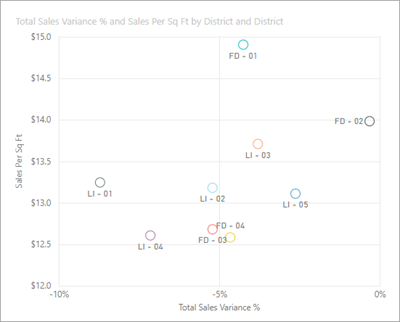 Total Sales Variance % and Sales Per Sq Ft by District and District
$15.0
FD - 01
$14.5
$14.0
FD - 02
Sales Per Sq Ft
LI - 03
$13.5
LI - 01
LI - 02
LI - 05
$13.0
FD - 04
LI - 04
FD - 03
$12.5
$12.0
-10%
-5%
0%
Total Sales Variance %